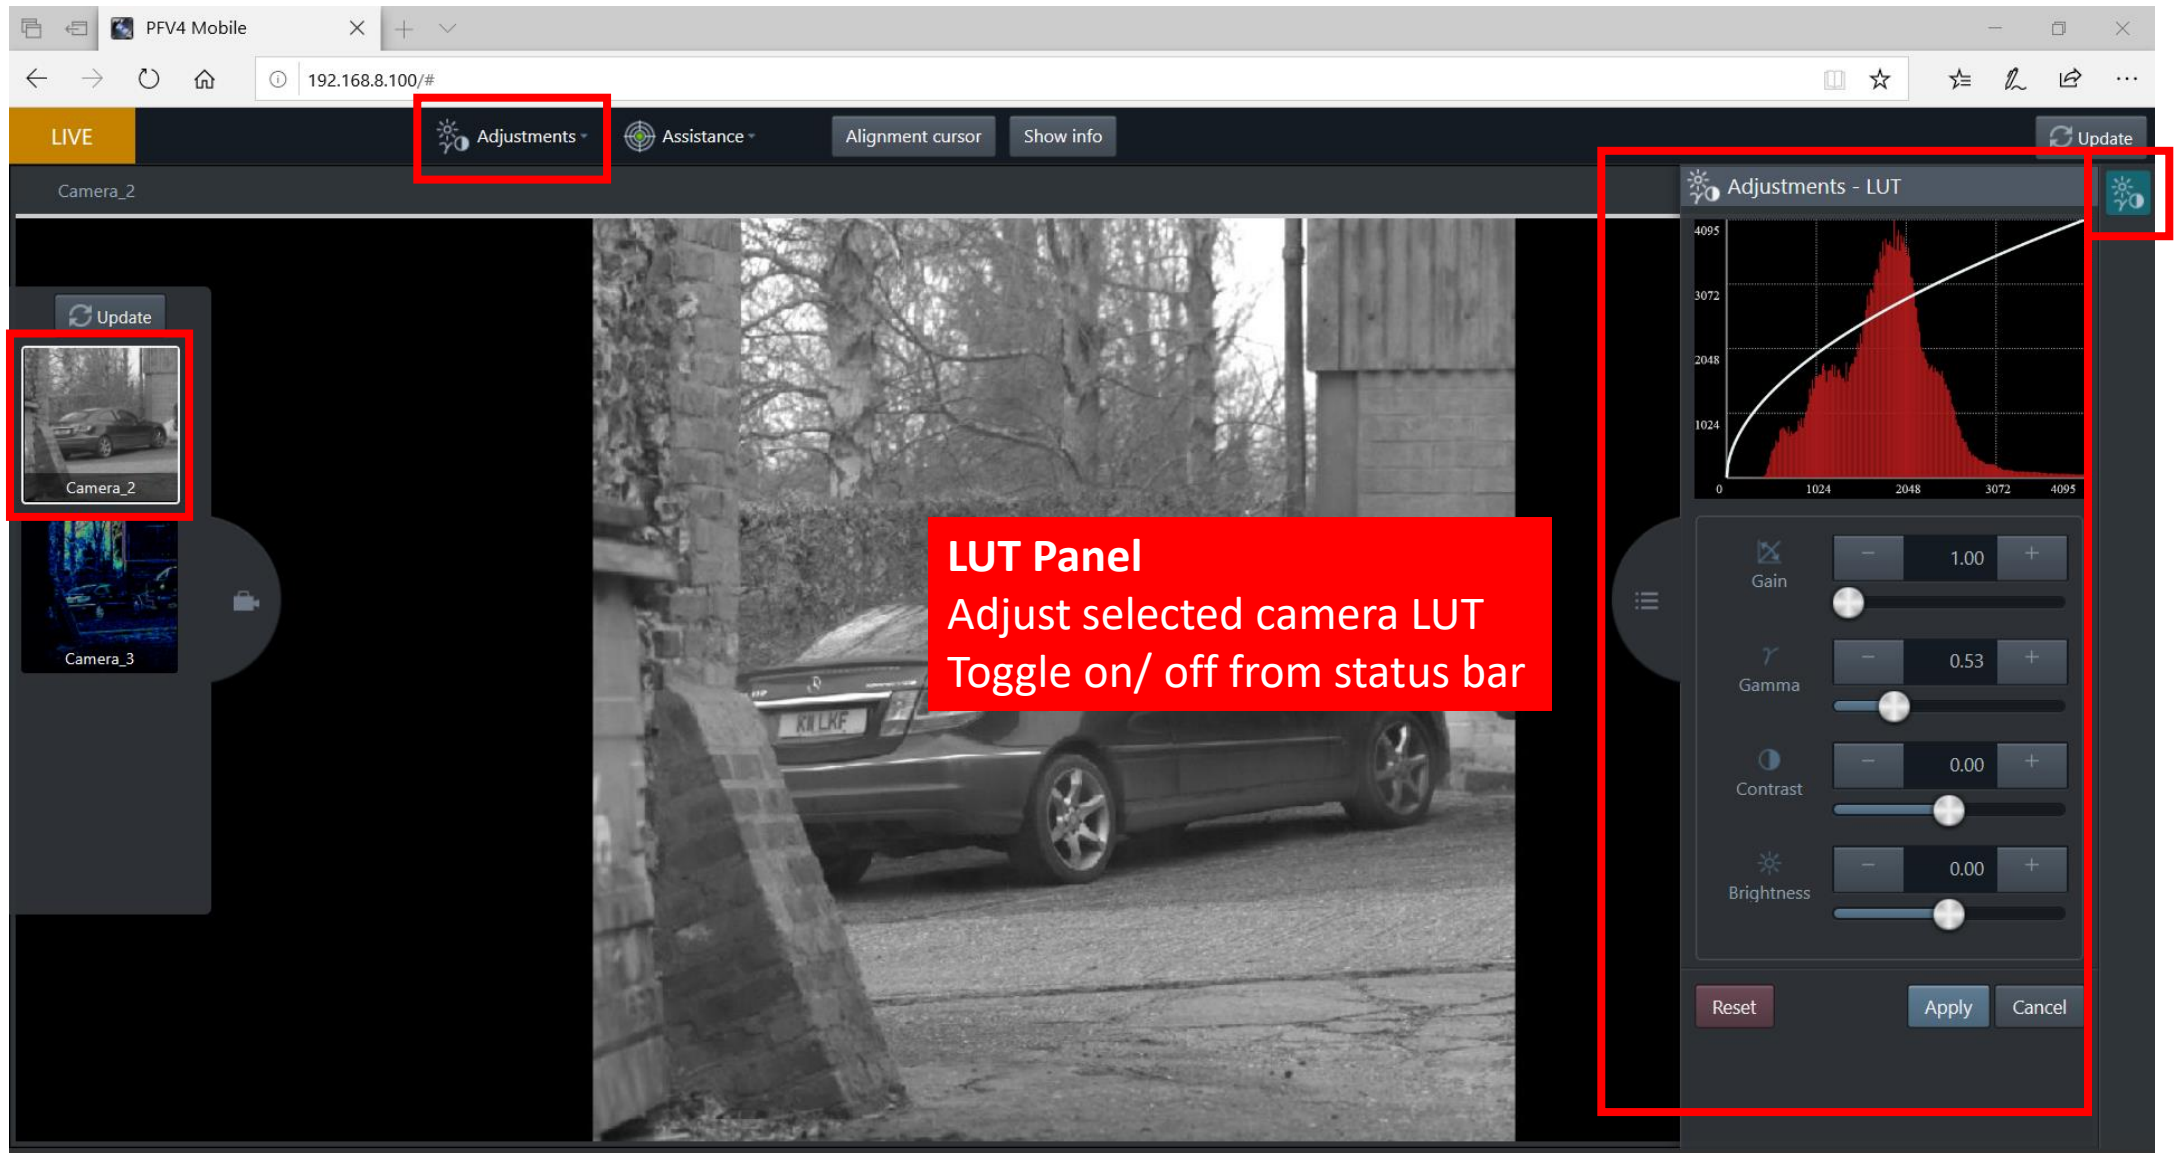 PFV4 Mobile
192.168.8.100/#
LIVE
Adjustments
Assistance
Alignment cursor
Show info
Update
Camera_2
Adjustments - LUT
4095
3072
2048
1024
0 1024 2048 3072 4095
Update
Camera_2
Camera_3
LUT Panel
Adjust selected camera LUT
Toggle on/ off from status bar
Gain
− 1.00 +
γ
Gamma
− 0.53 +
Contrast
− 0.00 +
Brightness
− 0.00 +
Reset
Apply
Cancel